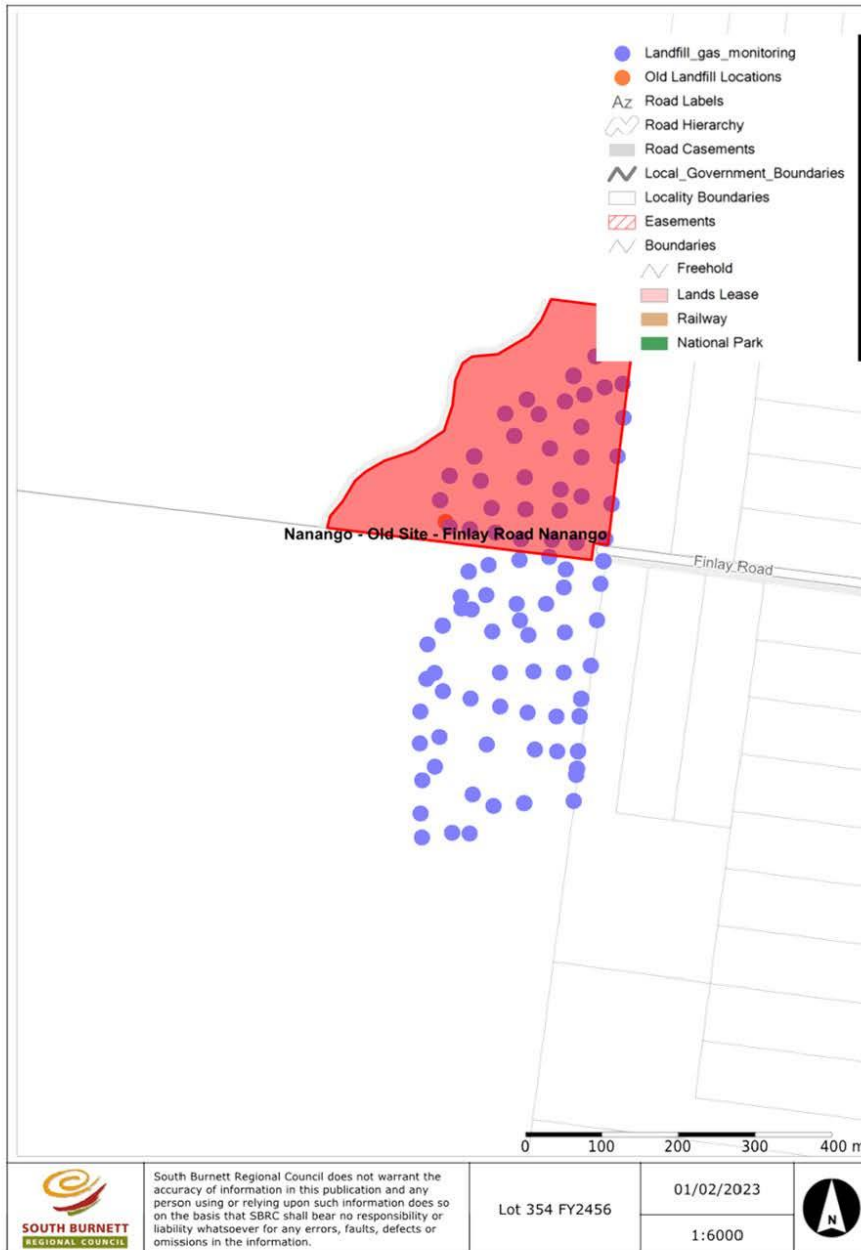 Landfill_gas_monitoring
Old Landfill Locations
Az Road Labels
Road Hierarchy
Road Casements
Local_Government_Boundaries
Locality Boundaries
Easements
Boundaries
Freehold
Lands Lease
Railway
National Park
Nanango - Old Site - Finlay Road Nanango
Finlay Road
0 100 200 300 400 m
SOUTH BURNETT
REGIONAL COUNCIL
South Burnett Regional Council does not warrant the
accuracy of information in this publication and any
person using or relying upon such information does so
on the basis that SBRC shall bear no responsibility or
liability whatsoever for any errors, faults, defects or
omissions in the information.
Lot 354 FY2456
01/02/2023
1:6000
N